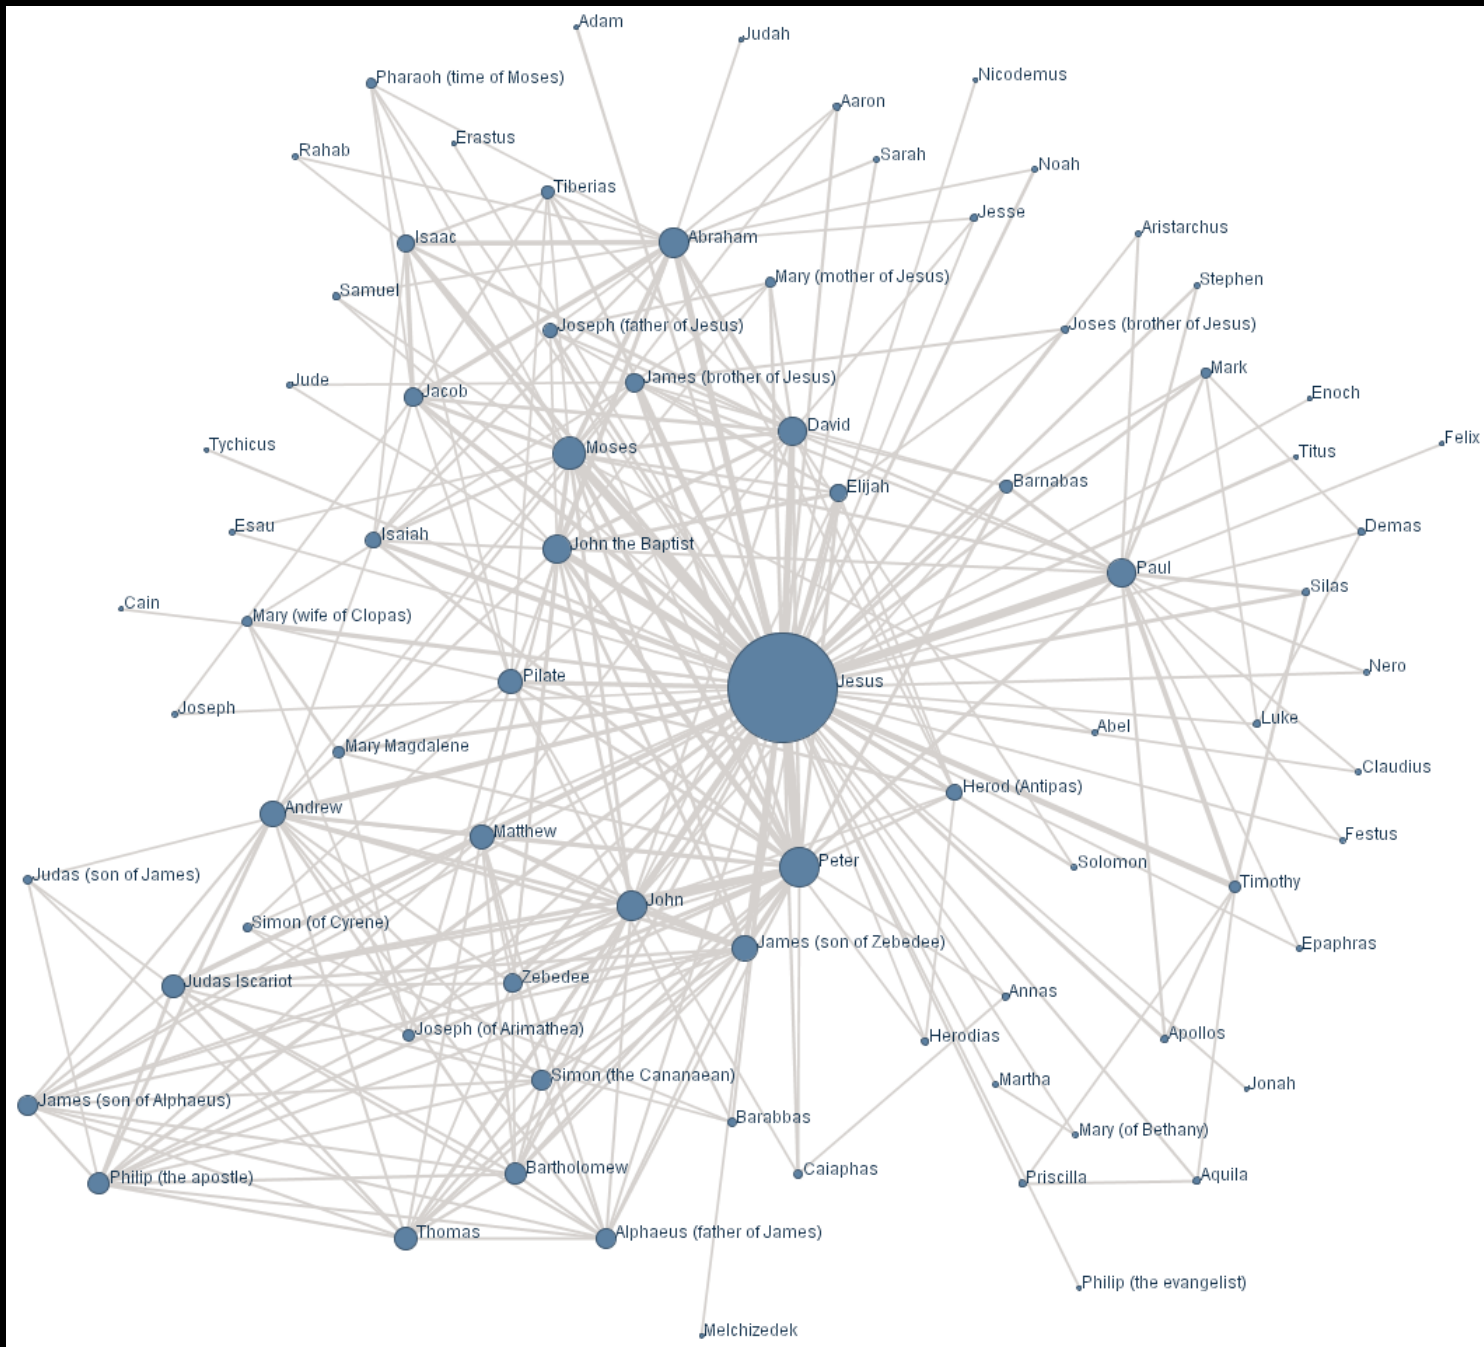 Adam
Judah
Nicodemus
Pharaoh (time of Moses)
Aaron
Erastus
Rahab
Sarah
Noah
Tiberias
Jesse
Aristarchus
Isaac
Abraham
Mary (mother of Jesus)
Stephen
Samuel
Joseph (father of Jesus)
Joses (brother of Jesus)
Mark
Jude
James (brother of Jesus)
Jacob
Enoch
David
Felix
Tychicus
Moses
Titus
Elijah
Barnabas
Esau
Isaiah
Demas
John the Baptist
Paul
Silas
Cain
Mary (wife of Clopas)
Nero
Pilate
Jesus
Joseph
Luke
Abel
Mary Magdalene
Claudius
Herod (Antipas)
Andrew
Matthew
Festus
Peter
Solomon
Judas (son of James)
Timothy
John
Simon (of Cyrene)
James (son of Zebedee)
Epaphras
Judas Iscariot
Zebedee
Annas
Joseph (of Arimathea)
Herodias
Apollos
Simon (the Cananaean)
Martha
Jonah
James (son of Alphaeus)
Barabbas
Mary (of Bethany)
Bartholomew
Caiaphas
Philip (the apostle)
Priscilla
Aquila
Thomas
Alphaeus (father of James)
Philip (the evangelist)
Melchizedek